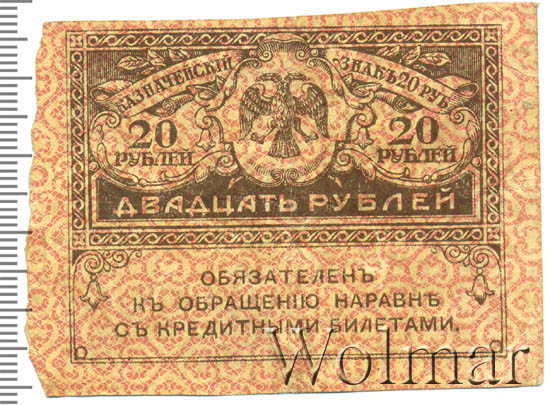 КАЗНАЧЕЙСКІЙ
ЗНАКЪ 20 РУБ.
20
РУБЛЕЙ
20
РУБЛЕЙ
ДВАДЦАТЬ РУБЛЕЙ
ОБЯЗАТЕЛЕНЪ
КЪ ОБРАЩЕНІЮ НАРАВНѢ
СЪ КРЕДИТНЫМИ БИЛЕТАМИ.
Wolmar